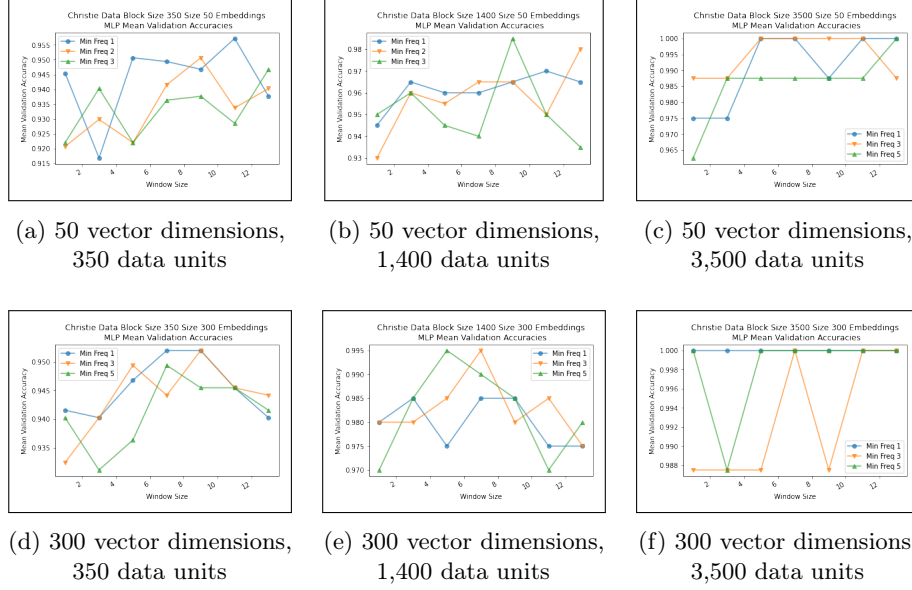 Christie Data Block Size 350 Size 50 Embeddings
MLP Mean Validation Accuracies
Min Freq 1
Min Freq 2
Min Freq 3
Mean Validation Accuracy
0.955
0.950
0.945
0.940
0.935
0.930
0.925
0.920
0.915
2
4
6
8
10
12
Window Size
(a) 50 vector dimensions,
350 data units
Christie Data Block Size 1400 Size 50 Embeddings
MLP Mean Validation Accuracies
Min Freq 1
Min Freq 2
Min Freq 3
Mean Validation Accuracy
0.98
0.97
0.96
0.95
0.94
0.93
2
4
6
8
10
12
Window Size
(b) 50 vector dimensions,
1,400 data units
Christie Data Block Size 3500 Size 50 Embeddings
MLP Mean Validation Accuracies
Mean Validation Accuracy
1.000
0.995
0.990
0.985
0.980
0.975
0.970
0.965
Min Freq 1
Min Freq 3
Min Freq 5
2
4
6
8
10
12
Window Size
(c) 50 vector dimensions,
3,500 data units
Christie Data Block Size 350 Size 300 Embeddings
MLP Mean Validation Accuracies
Min Freq 1
Min Freq 3
Min Freq 5
Mean Validation Accuracy
0.950
0.945
0.940
0.935
2
4
6
8
10
12
Window Size
(d) 300 vector dimensions,
350 data units
Christie Data Block Size 1400 Size 300 Embeddings
MLP Mean Validation Accuracies
Min Freq 1
Min Freq 3
Min Freq 5
Mean Validation Accuracy
0.995
0.990
0.985
0.980
0.975
0.970
2
4
6
8
10
12
Window Size
(e) 300 vector dimensions,
1,400 data units
Christie Data Block Size 3500 Size 300 Embeddings
MLP Mean Validation Accuracies
Mean Validation Accuracy
1.000
0.998
0.996
0.994
0.992
0.990
0.988
Min Freq 1
Min Freq 3
Min Freq 5
2
4
6
8
10
12
Window Size
(f) 300 vector dimensions
3,500 data units